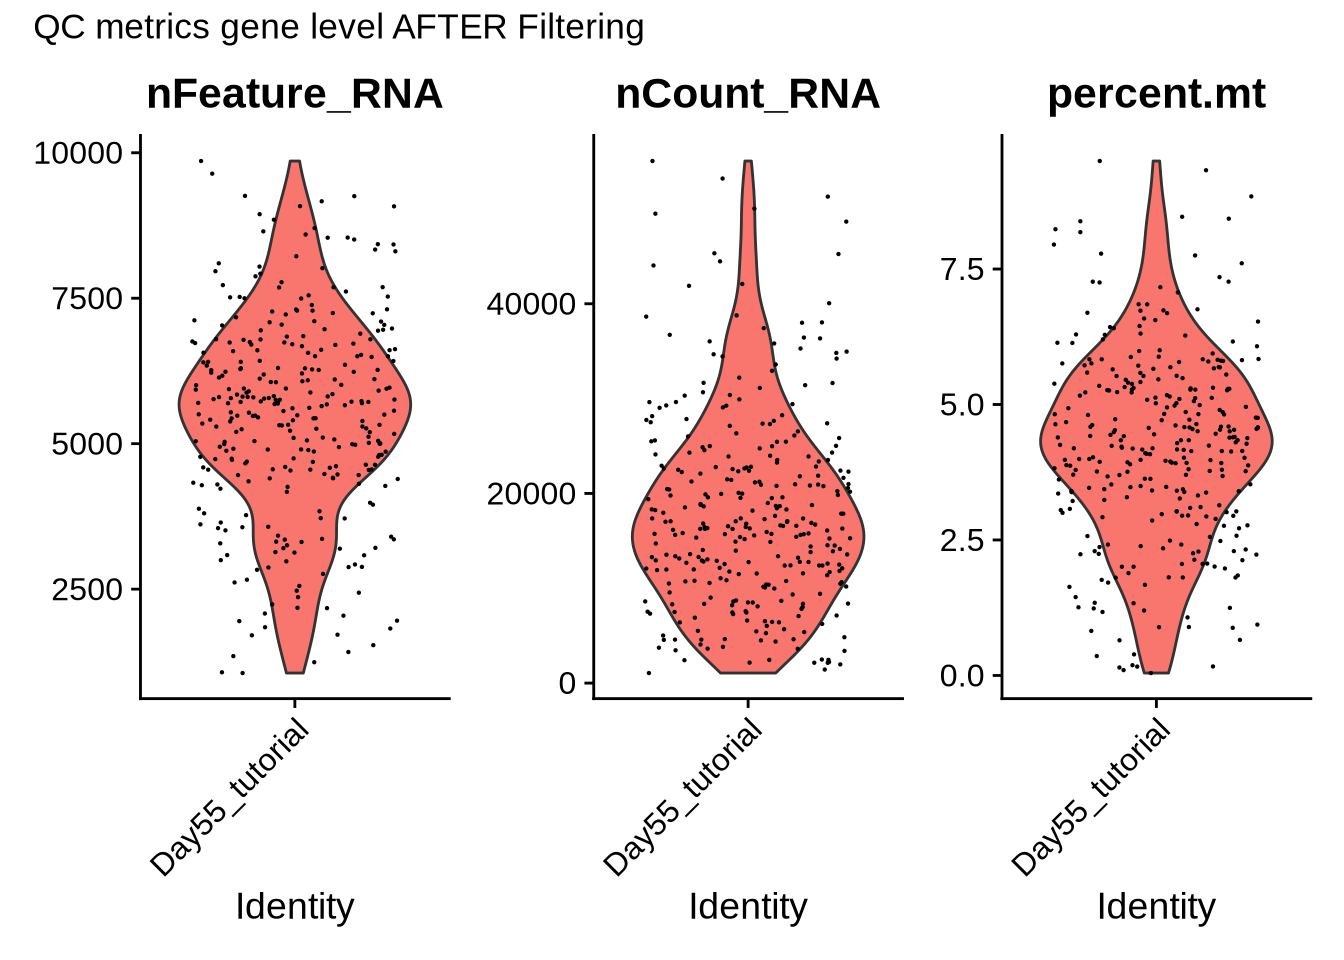 QC metrics gene level AFTER Filtering
nFeature_RNA
10000
7500
5000
2500
Day55_tutorial
Identity
nCount_RNA
40000
20000
0
Day55_tutorial
Identity
percent.mt
7.5
5.0
2.5
0.0
Day55_tutorial
Identity